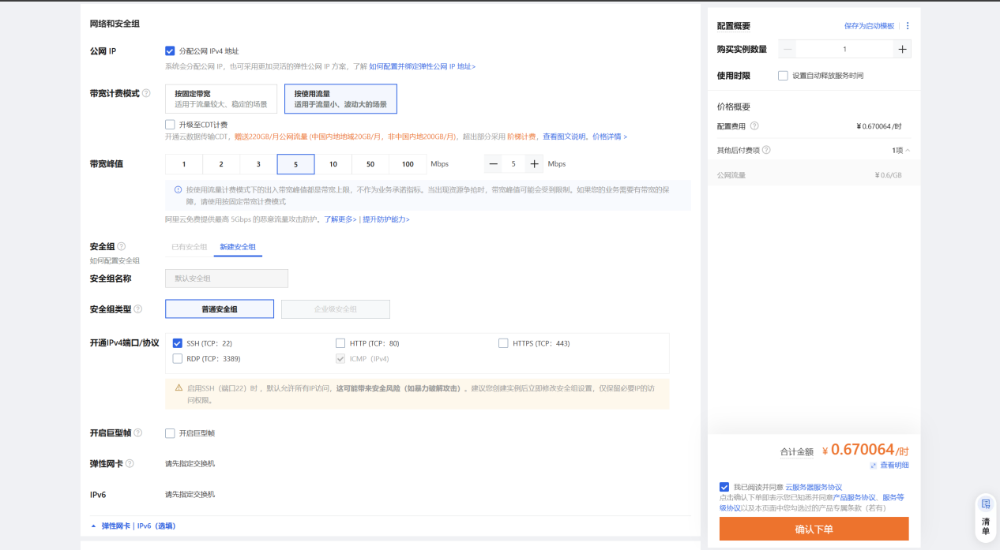 网络和安全组
公网 IP
分配公网 IPv4 地址
系统会分配公网 IP，也可采用更加灵活的弹性公网 IP 方案，了解 如何配置并绑定弹性公网 IP 地址>
带宽计费模式
按固定带宽
适用于流量较大、稳定的场景
按使用流量
适用于流量小、波动大的场景
升级至CDT计费
开通云数据传输CDT，赠送220GB/月公网流量 (中国内地地域20GB/月，非中国内地200GB/月)，超出部分采用 阶梯计费，查看图文说明。价格详情 >
带宽峰值
1 2 3 5 10 50 100 Mbps — 5 + Mbps
按使用流量计费模式下的出入带宽峰值都是带宽上限，不作为业务承诺指标。当出现资源争抢时，带宽峰值可能会受到限制。如果您的业务需要有带宽的保
障，请使用按固定带宽计费模式
阿里云免费提供最高 5Gbps 的恶意流量攻击防护。了解更多> | 提升防护能力>
安全组
如何配置安全组
已有安全组 新建安全组
安全组名称
默认安全组
安全组类型
普通安全组 企业级安全组
开通IPv4端口/协议
SSH (TCP：22) HTTP (TCP：80) HTTPS (TCP：443)
RDP (TCP：3389) ICMP（IPv4）
启用SSH（端口22）时，默认允许所有IP访问，这可能带来安全风险（如暴力破解攻击）。建议您创建实例后立即修改安全组设置，仅保留必要IP的访
问权限。
开启巨型帧
开启巨型帧
弹性网卡
请先指定交换机
IPv6
请先指定交换机
弹性网卡 | IPv6（选填）
配置概要
保存为启动模板
购买实例数量
— 1 +
使用时限
设置自动释放服务时间
价格概要
配置费用 ¥ 0.670064 /时
其他后付费项 1项
公网流量 ¥ 0.6/GB
合计金额 ¥ 0.670064 /时
查看明细
我已阅读并同意 云服务器服务协议
点击确认下单即表示您已知悉并同意产品服务协议、服务等
级协议以及本页面中您勾选过的产品专属条款（若有）
确认下单
清单